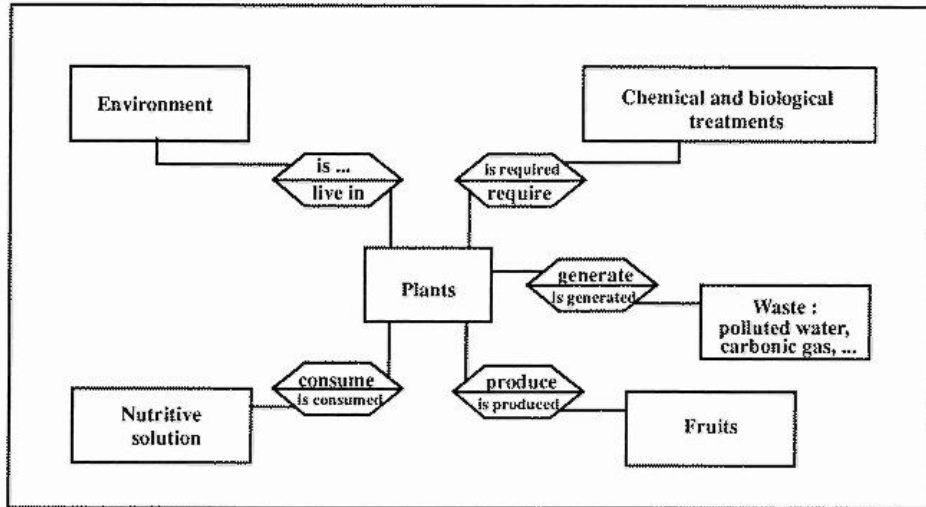 Environment
Chemical and biological
treatments
is ...
live in
is required
require
Plants
generate
is generated
Waste :
polluted water,
carbonic gas, ...
consume
is consumed
produce
is produced
Nutritive
solution
Fruits